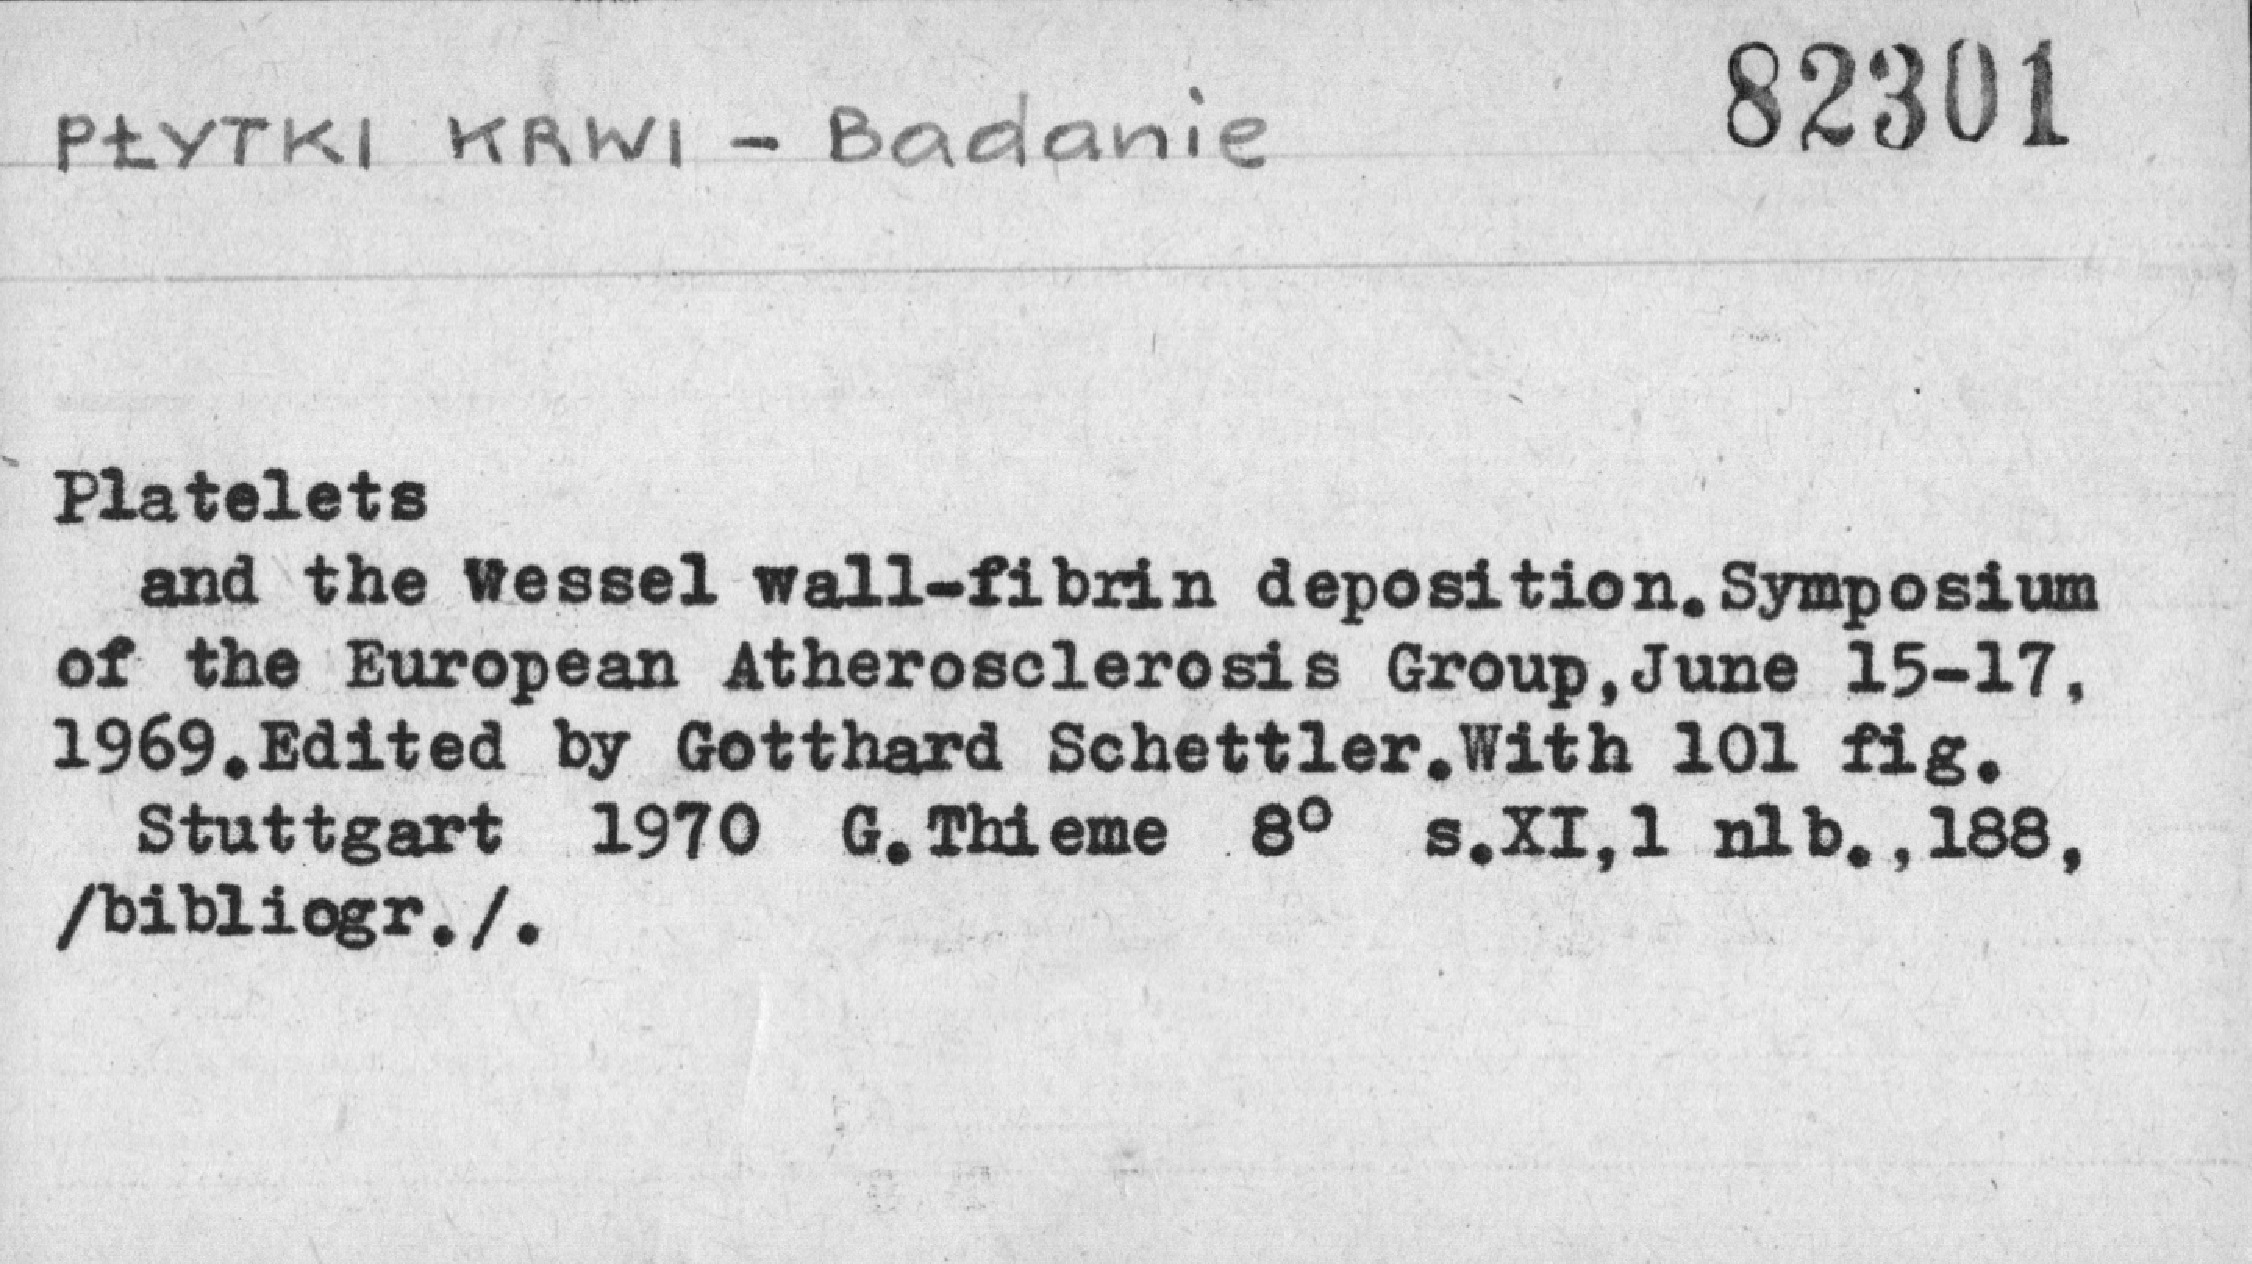 82301
PŁYTKI KRWI - Badanie
Platelets
and the Wessel wall-fibrin deposition.Symposium
of the European Atherosclerosis Group,June 15-17,
1969.Edited by Gotthard Schettler.With 101 fig.
Stuttgart 1970 G.Thieme 8° s.XI,1 nlb.,188,
/bibliogr./.